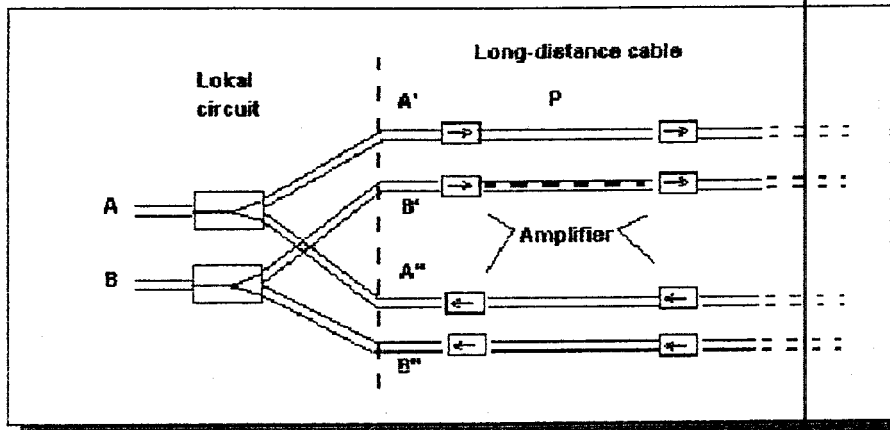 Long-distance cable
Lokal
circuit
A'
P
A
B'
Amplifier
B
A"
B"